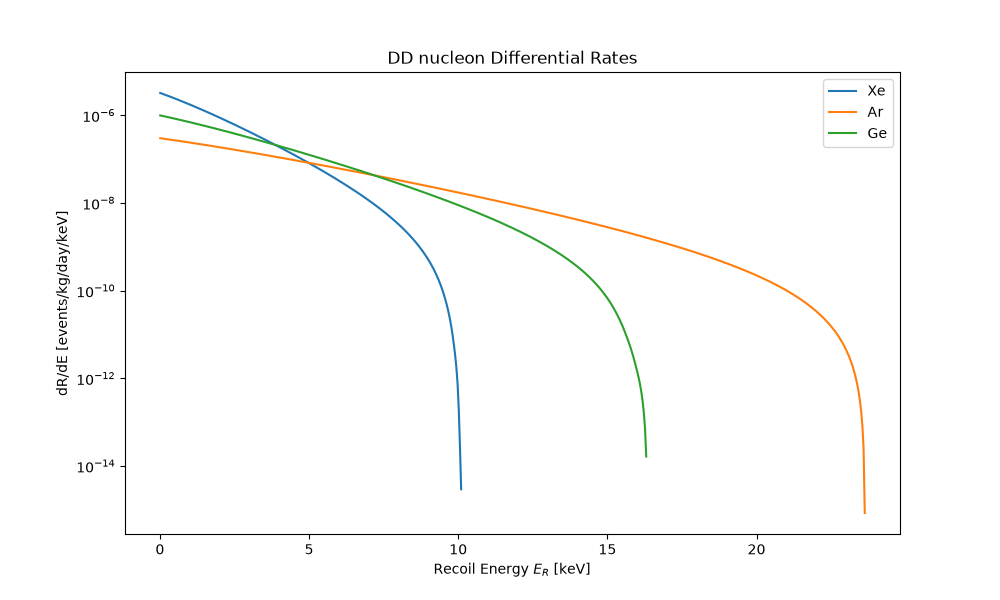 DD nucleon Differential Rates
Xe
Ar
Ge
dR/dE [events/kg/day/keV]
10⁻⁶
10⁻⁸
10⁻¹⁰
10⁻¹²
10⁻¹⁴
0 5 10 15 20
Recoil Energy E_R [keV]